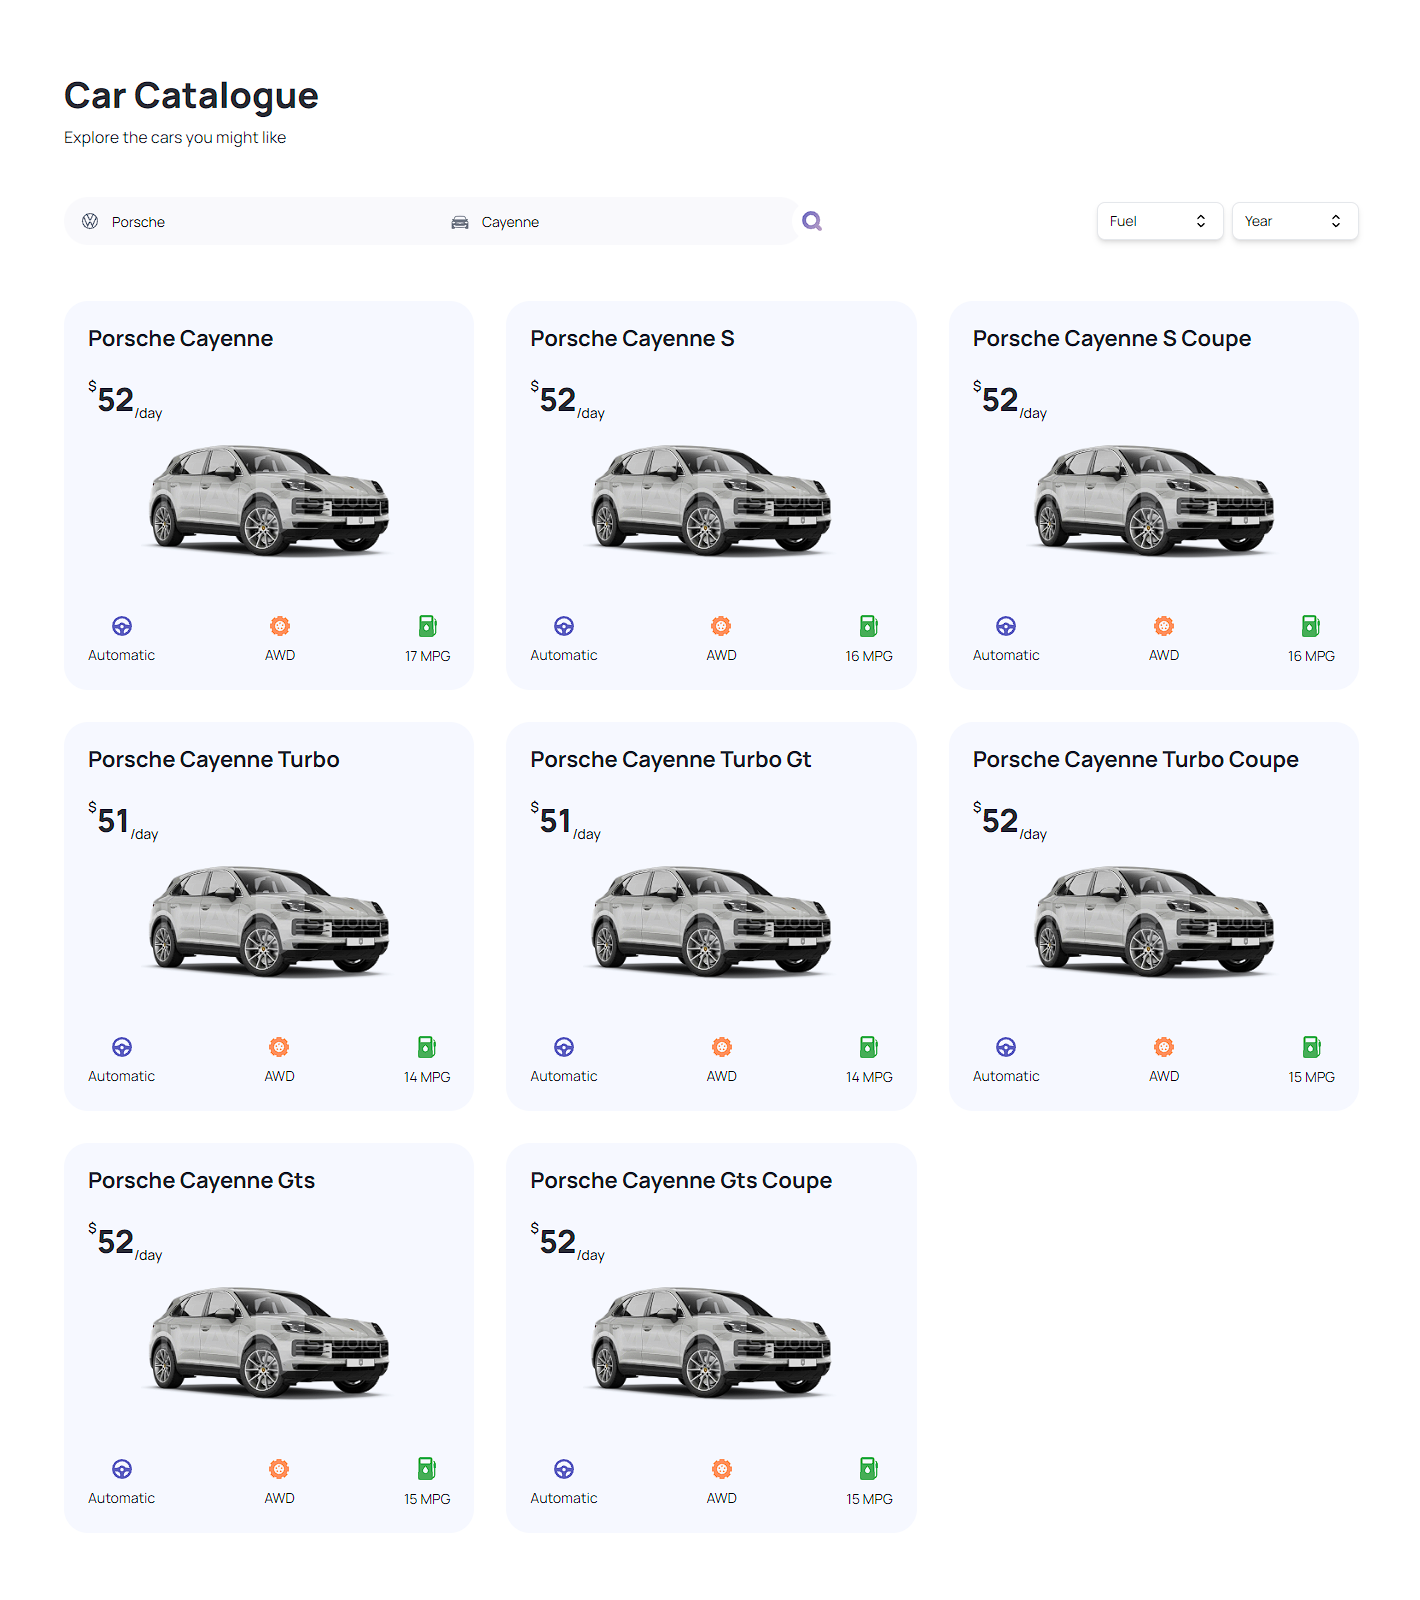 Car Catalogue
Explore the cars you might like
Porsche
Cayenne
Fuel
Year
Porsche Cayenne
$52/day
Automatic
AWD
17 MPG
Porsche Cayenne S
$52/day
Automatic
AWD
16 MPG
Porsche Cayenne S Coupe
$52/day
Automatic
AWD
16 MPG
Porsche Cayenne Turbo
$51/day
Automatic
AWD
14 MPG
Porsche Cayenne Turbo Gt
$51/day
Automatic
AWD
14 MPG
Porsche Cayenne Turbo Coupe
$52/day
Automatic
AWD
15 MPG
Porsche Cayenne Gts
$52/day
Automatic
AWD
15 MPG
Porsche Cayenne Gts Coupe
$52/day
Automatic
AWD
15 MPG